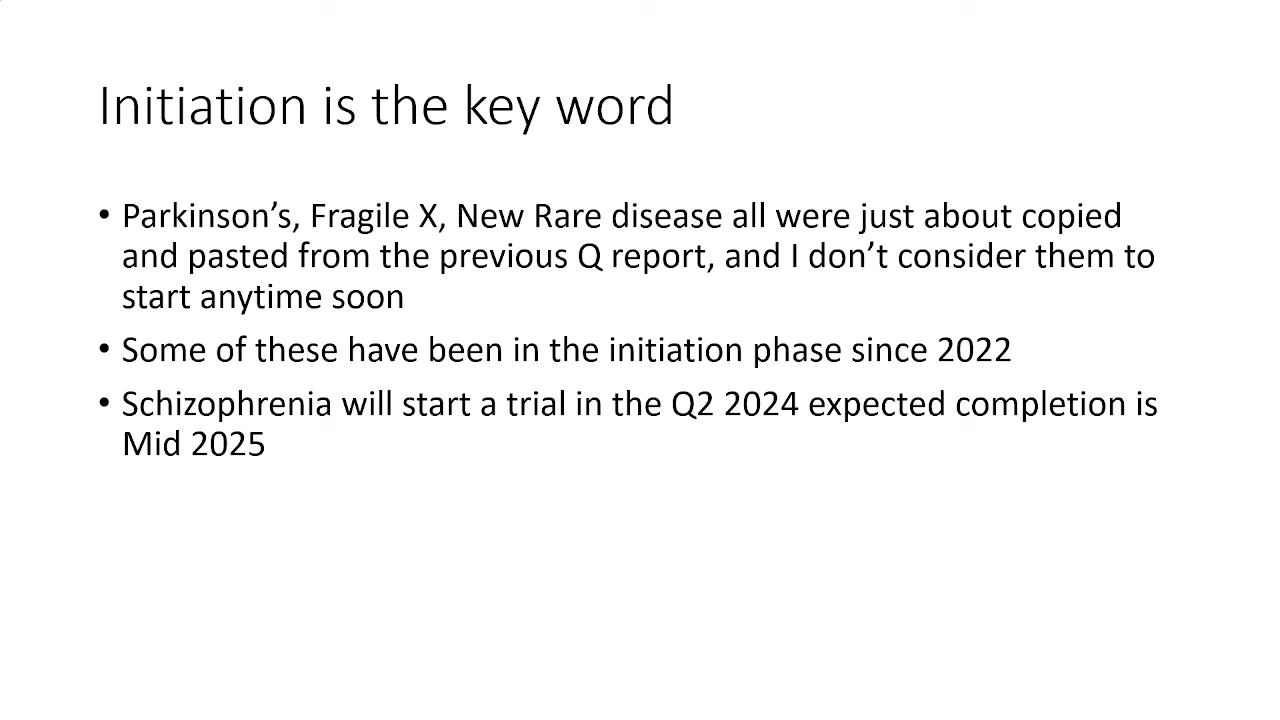 Initiation is the key word
• Parkinson’s, Fragile X, New Rare disease all were just about copied
and pasted from the previous Q report, and I don’t consider them to
start anytime soon
• Some of these have been in the initiation phase since 2022
• Schizophrenia will start a trial in the Q2 2024 expected completion is
Mid 2025